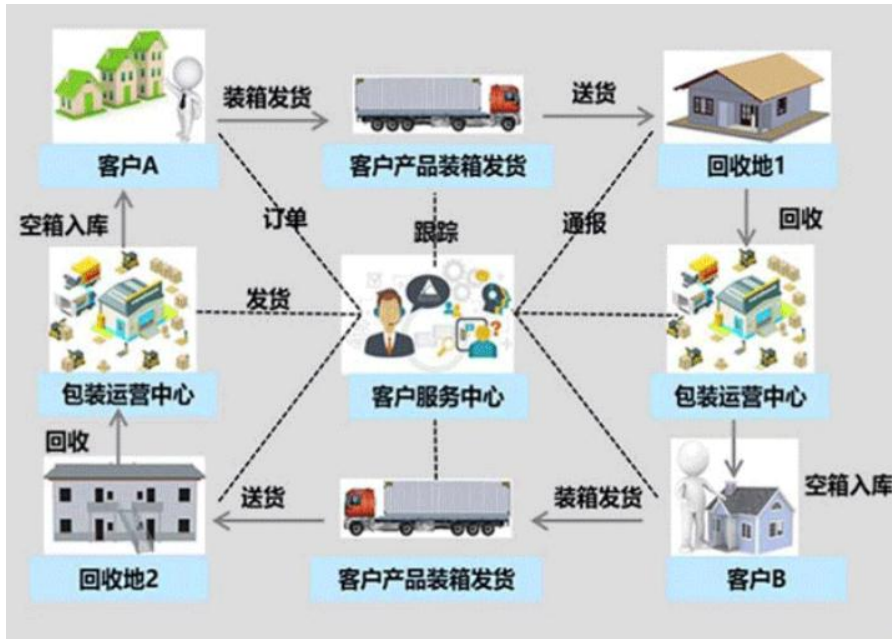 装箱发货
送货
客户A
客户产品装箱发货
回收地1
空箱入库
订单
跟踪
通报
回收
发货
包装运营中心
客户服务中心
包装运营中心
回收
送货
装箱发货
空箱入库
回收地2
客户产品装箱发货
客户B